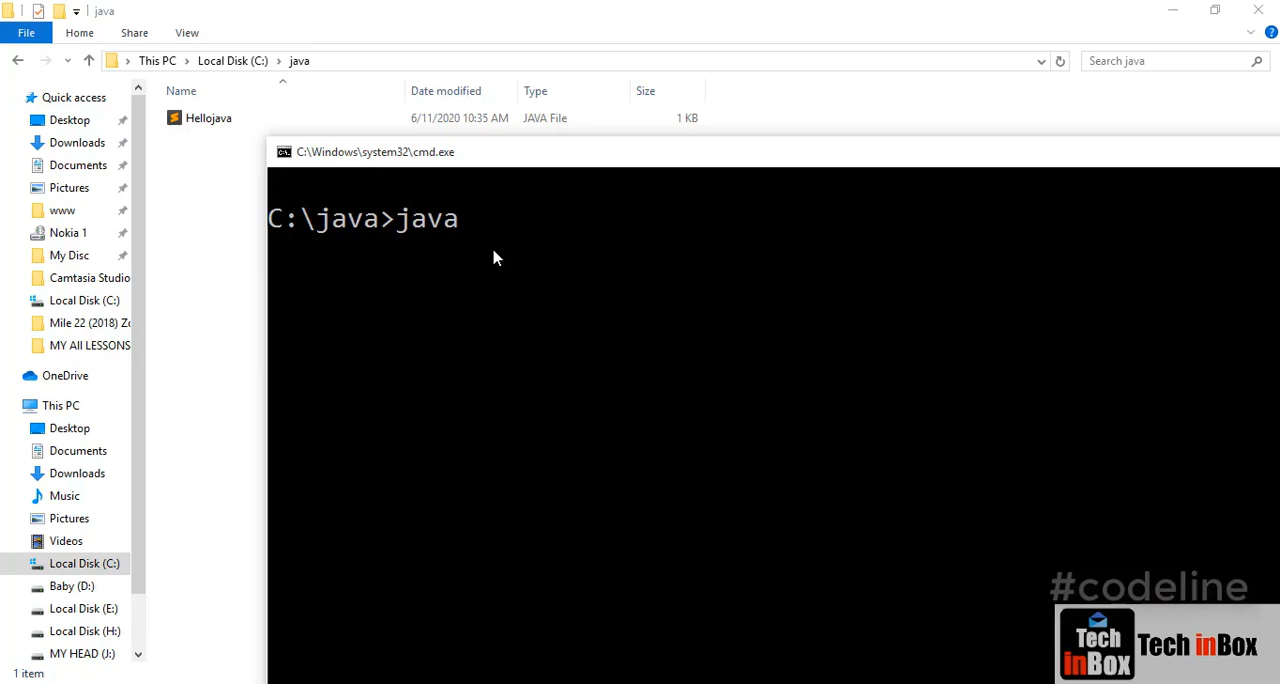 java
File Home Share View
This PC Local Disk (C:) java
Search java
Name Date modified Type Size
Hellojava 6/11/2020 10:35 AM JAVA File 1 KB
Quick access
Desktop
Downloads
Documents
Pictures
www
Nokia 1
My Disc
Camtasia Studio
Local Disk (C:)
Mile 22 (2018) Zo
MY All LESSONS
OneDrive
This PC
Desktop
Documents
Downloads
Music
Pictures
Videos
Local Disk (C:)
Baby (D:)
Local Disk (E:)
Local Disk (H:)
MY HEAD (J:)
1 item
C:\Windows\system32\cmd.exe
C:\java>java
#codeline
Tech
inBox
Tech inBox